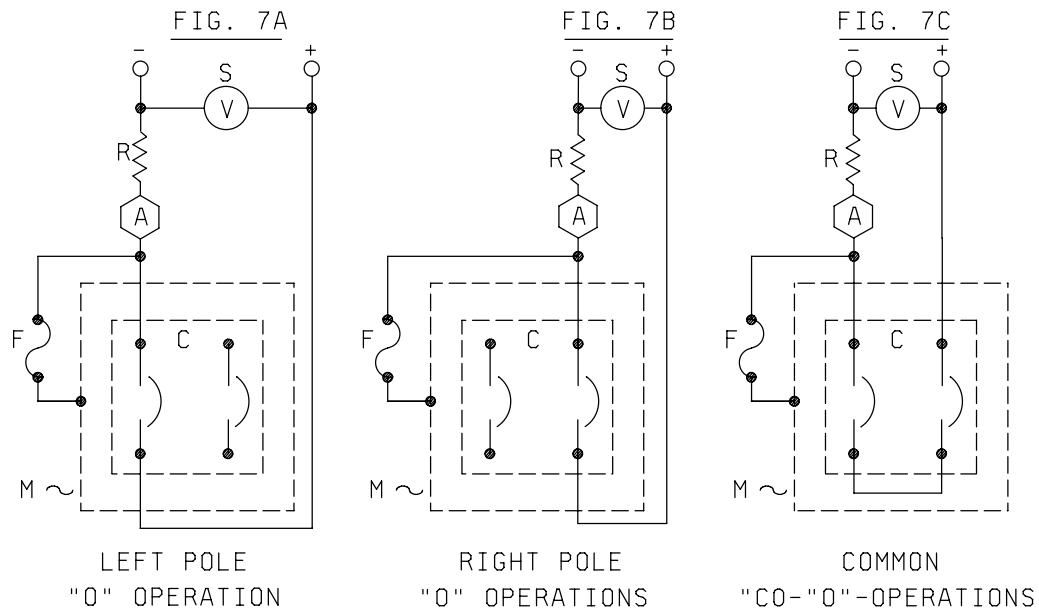 FIG. 7A
- +
S
V
R
A
F
C
M ~
LEFT POLE
"O" OPERATION
FIG. 7B
- +
S
V
R
A
F
C
M ~
RIGHT POLE
"O" OPERATIONS
FIG. 7C
- +
S
V
R
A
F
C
M ~
COMMON
"CO-"O"-OPERATIONS